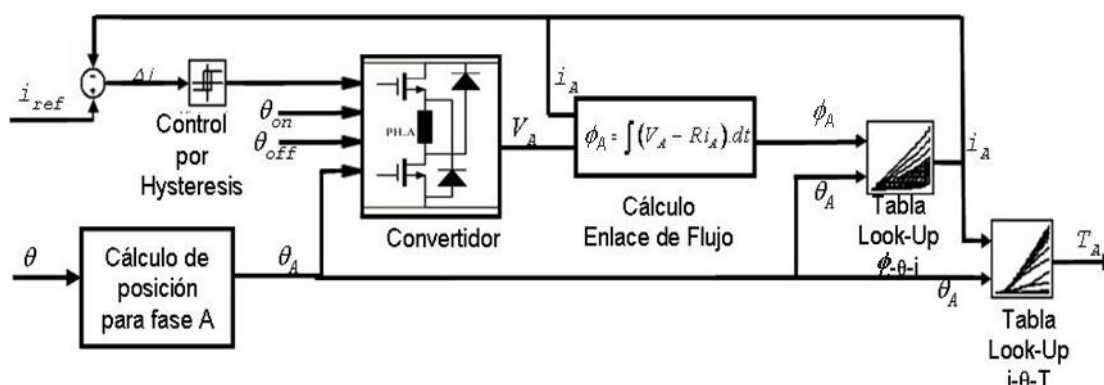 Δi
i_ref
Control
por
Hysteresis
θ_on
θ_off
PH.A
Convertidor
V_A
i_A
ϕ_A = ∫(V_A − Ri_A).dt
Cálculo
Enlace de Flujo
ϕ_A
θ_A
i_A
Tabla
Look-Up
ϕ-θ-i
θ
Cálculo de
posición
para fase A
θ_A
θ_A
T_A
Tabla
Look-Up
i-θ-T